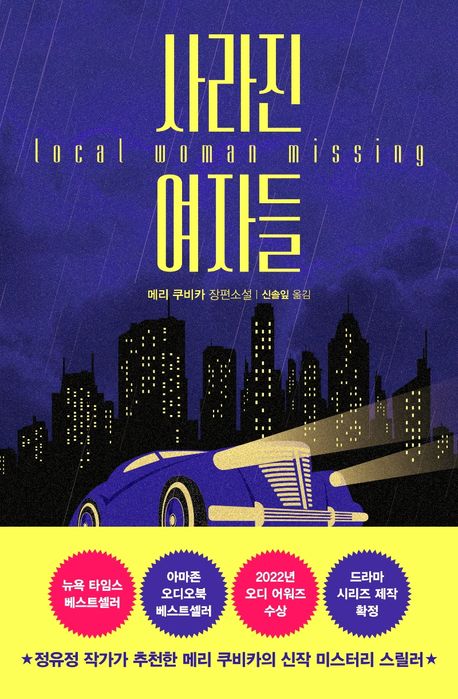 사라진
local woman missing
여자들
메리 쿠비카 장편소설 | 신솔잎 옮김
뉴욕 타임스
베스트셀러
아마존
오디오북
베스트셀러
2022년
오디 어워즈
수상
드라마
시리즈 제작
확정
★정유정 작가가 추천한 메리 쿠비카의 신작 미스터리 스릴러★